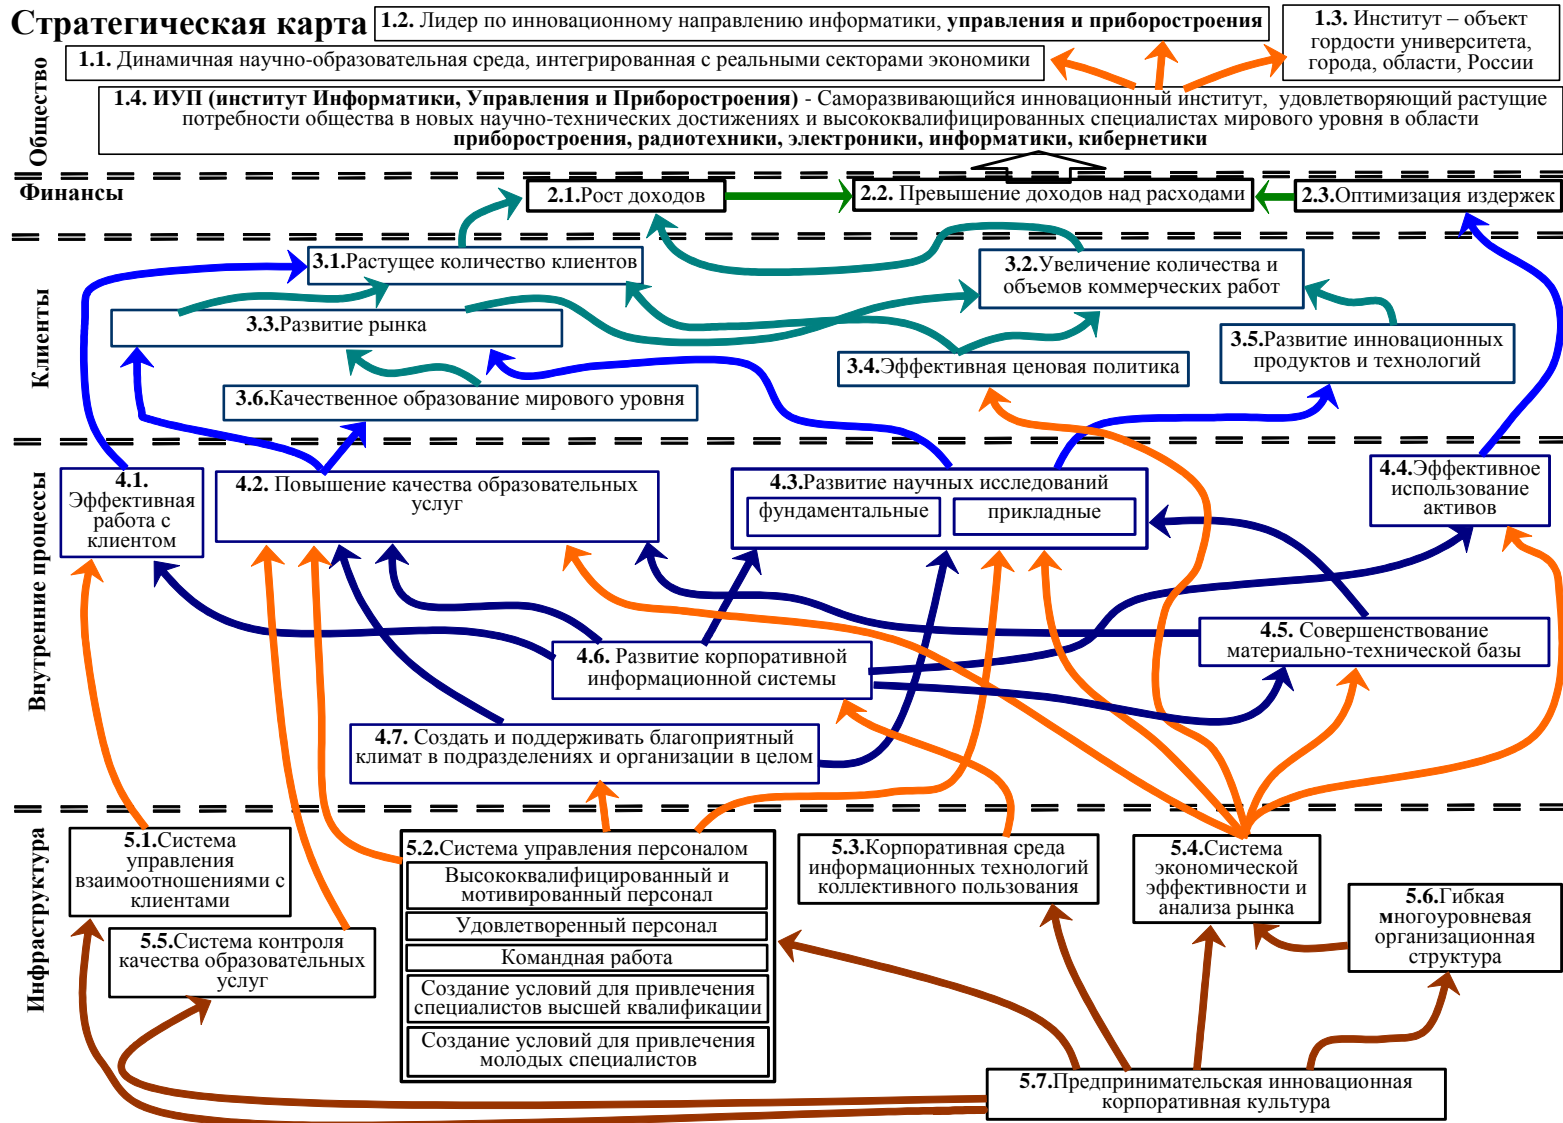 Стратегическая карта
1.2. Лидер по инновационному направлению информатики, управления и приборостроения
1.3. Институт – объект
гордости университета,
города, области, России
1.1. Динамичная научно-образовательная среда, интегрированная с реальными секторами экономики
Общество
1.4. ИУП (институт Информатики, Управления и Приборостроения) - Саморазвивающийся инновационный институт, удовлетворяющий растущие
потребности общества в новых научно-технических достижениях и высококвалифицированных специалистах мирового уровня в области
приборостроения, радиотехники, электроники, информатики, кибернетики
Финансы
2.1.Рост доходов
2.2. Превышение доходов над расходами
2.3.Оптимизация издержек
Клиенты
3.1.Растущее количество клиентов
3.2.Увеличение количества и
объемов коммерческих работ
3.3.Развитие рынка
3.4.Эффективная ценовая политика
3.5.Развитие инновационных
продуктов и технологий
3.6.Качественное образование мирового уровня
Внутренние процессы
4.1.
Эффективная
работа с
клиентом
4.2. Повышение качества образовательных
услуг
4.3.Развитие научных исследований
фундаментальные
прикладные
4.4.Эффективное
использование
активов
4.5. Совершенствование
материально-технической базы
4.6. Развитие корпоративной
информационной системы
4.7. Создать и поддерживать благоприятный
климат в подразделениях и организации в целом
Инфраструктура
5.1.Система
управления
взаимоотношениями с
клиентами
5.2.Система управления персоналом
Высококвалифицированный и
мотивированный персонал
Удовлетворенный персонал
Командная работа
Создание условий для привлечения
специалистов высшей квалификации
Создание условий для привлечения
молодых специалистов
5.3.Корпоративная среда
информационных технологий
коллективного пользования
5.4.Система
экономической
эффективности и
анализа рынка
5.5.Система контроля
качества образовательных
услуг
5.6.Гибкая
многоуровневая
организационная
структура
5.7.Предпринимательская инновационная
корпоративная культура